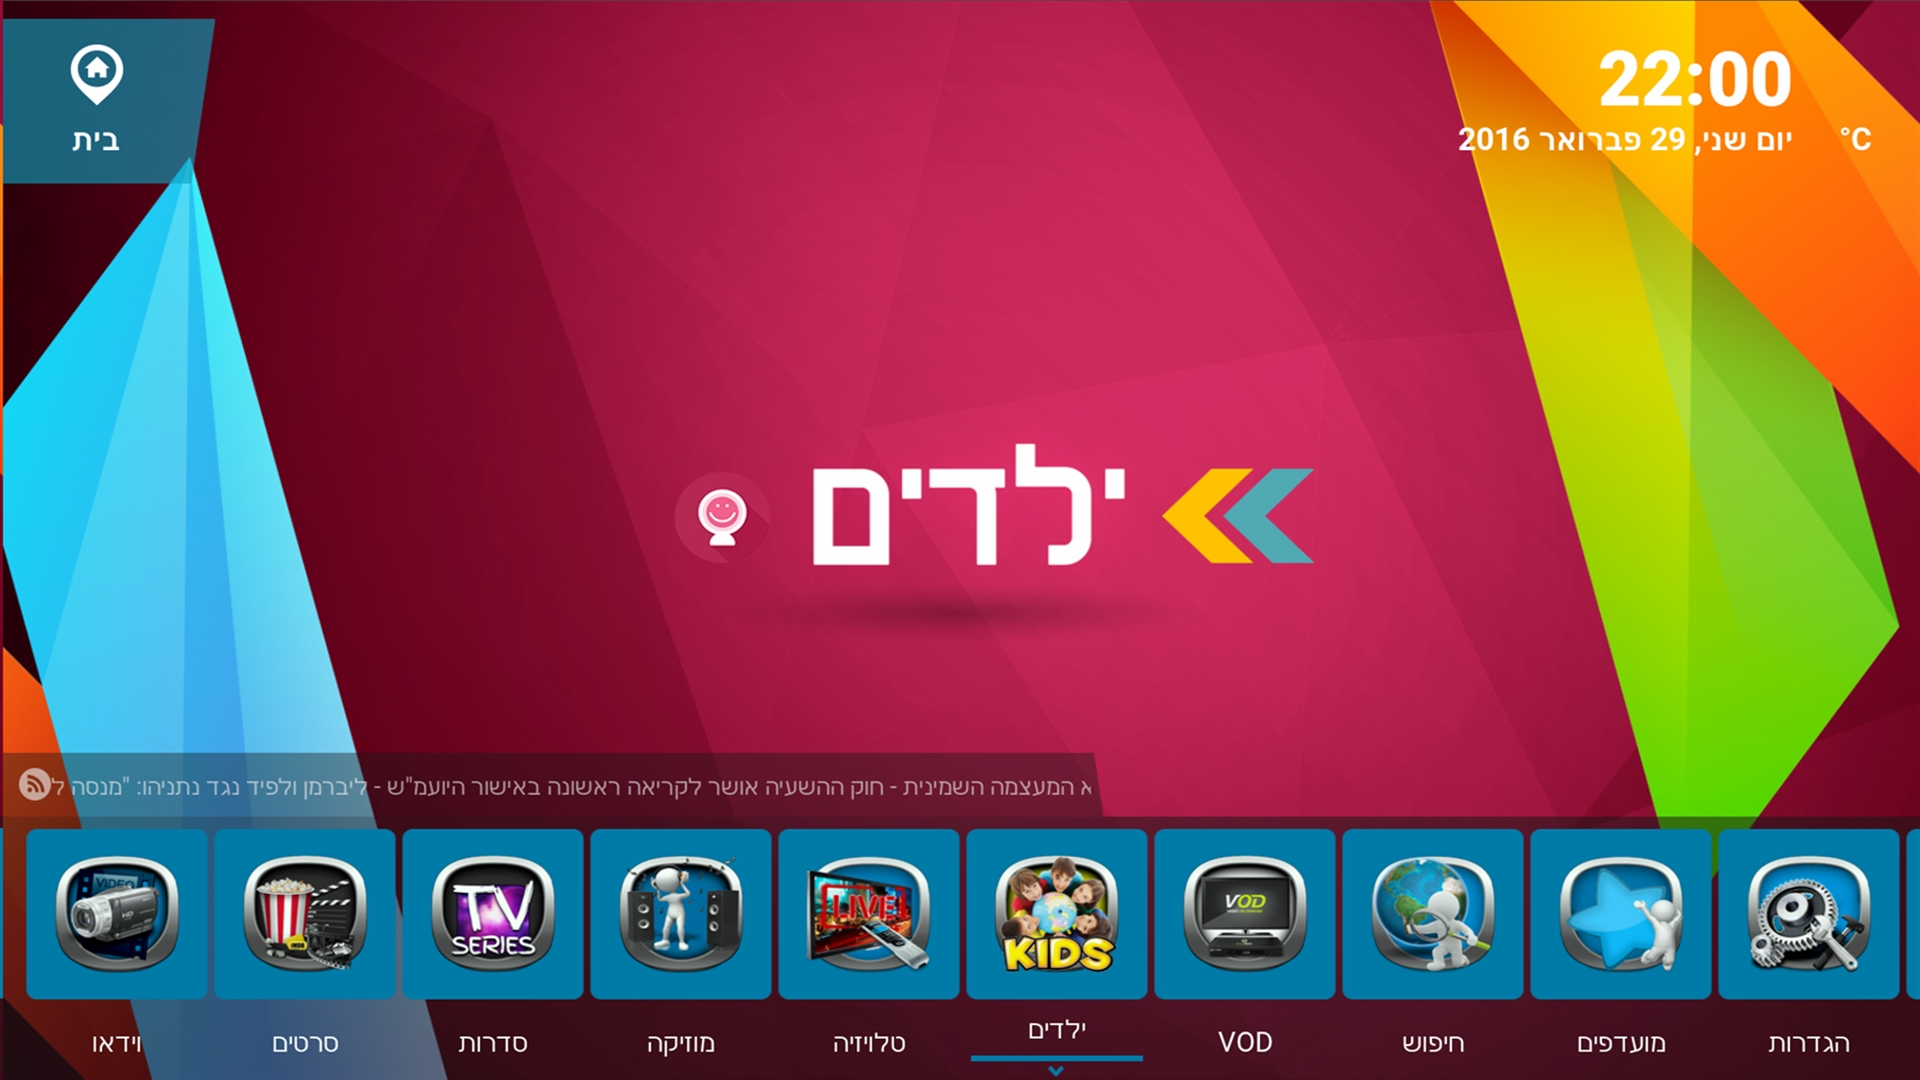 22:00
°C
יום שני, 29 פברואר 2016
בית
ילדים
א המעצמה השמינית - חוק ההשעיה אושר לקריאה ראשונה באישור היועמ"ש - ליברמן ולפיד נגד נתניהו: "מנסה ל
VIDEO
HD
TV
SERIES
LIVE
KIDS
VOD
הגדרות
מועדפים
חיפוש
VOD
ילדים
טלויזיה
מוזיקה
סדרות
סרטים
וידאו